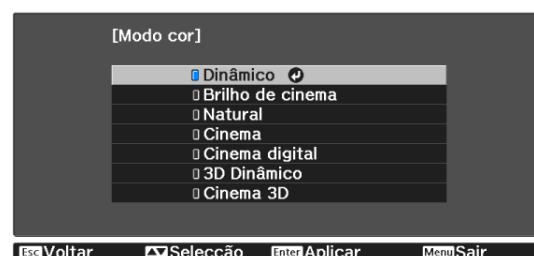 [Modo cor]
Dinâmico
Brilho de cinema
Natural
Cinema
Cinema digital
3D Dinâmico
Cinema 3D
Esc Voltar Selecção Enter Aplicar Menu Sair